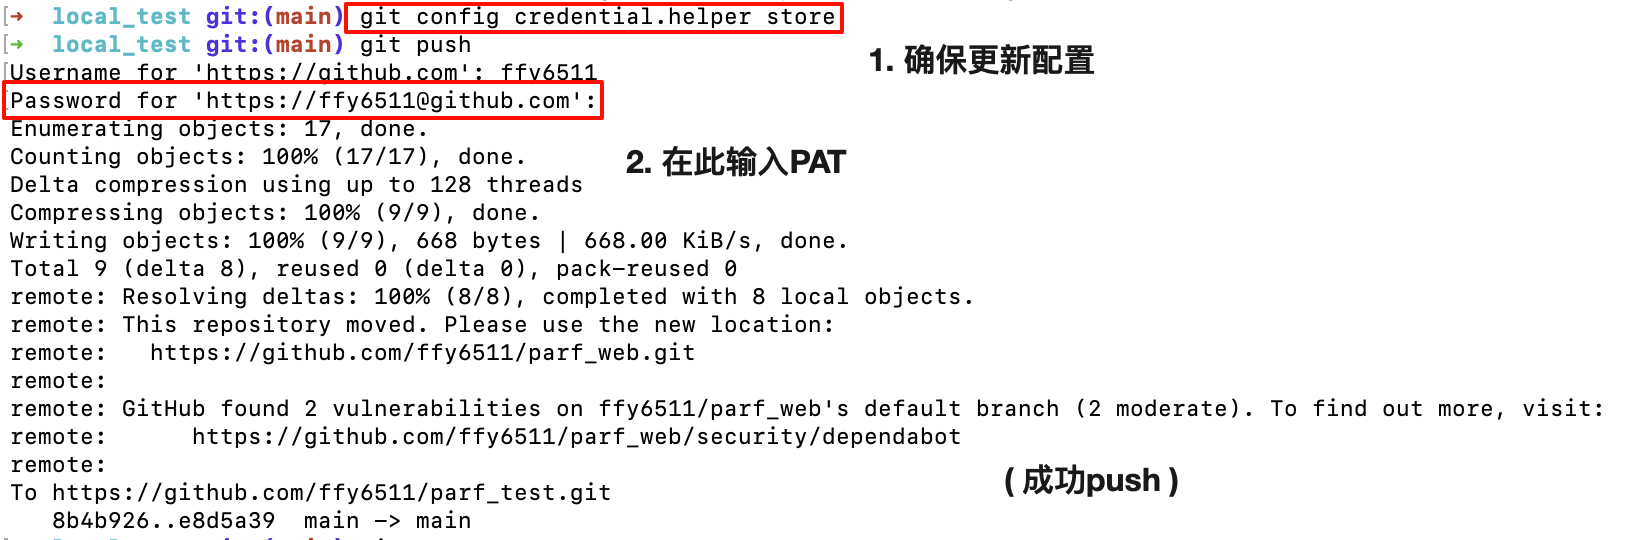 ➜ local_test git:(main) git config credential.helper store
➜ local_test git:(main) git push
1. 确保更新配置
Username for 'https://github.com': ffy6511
Password for 'https://ffy6511@github.com':
Enumerating objects: 17, done.
Counting objects: 100% (17/17), done.
2. 在此输入PAT
Delta compression using up to 128 threads
Compressing objects: 100% (9/9), done.
Writing objects: 100% (9/9), 668 bytes | 668.00 KiB/s, done.
Total 9 (delta 8), reused 0 (delta 0), pack-reused 0
remote: Resolving deltas: 100% (8/8), completed with 8 local objects.
remote: This repository moved. Please use the new location:
remote:   https://github.com/ffy6511/parf_web.git
remote:
remote: GitHub found 2 vulnerabilities on ffy6511/parf_web's default branch (2 moderate). To find out more, visit:
remote:      https://github.com/ffy6511/parf_web/security/dependabot
remote:
( 成功push )
To https://github.com/ffy6511/parf_test.git
   8b4b926..e8d5a39  main -> main